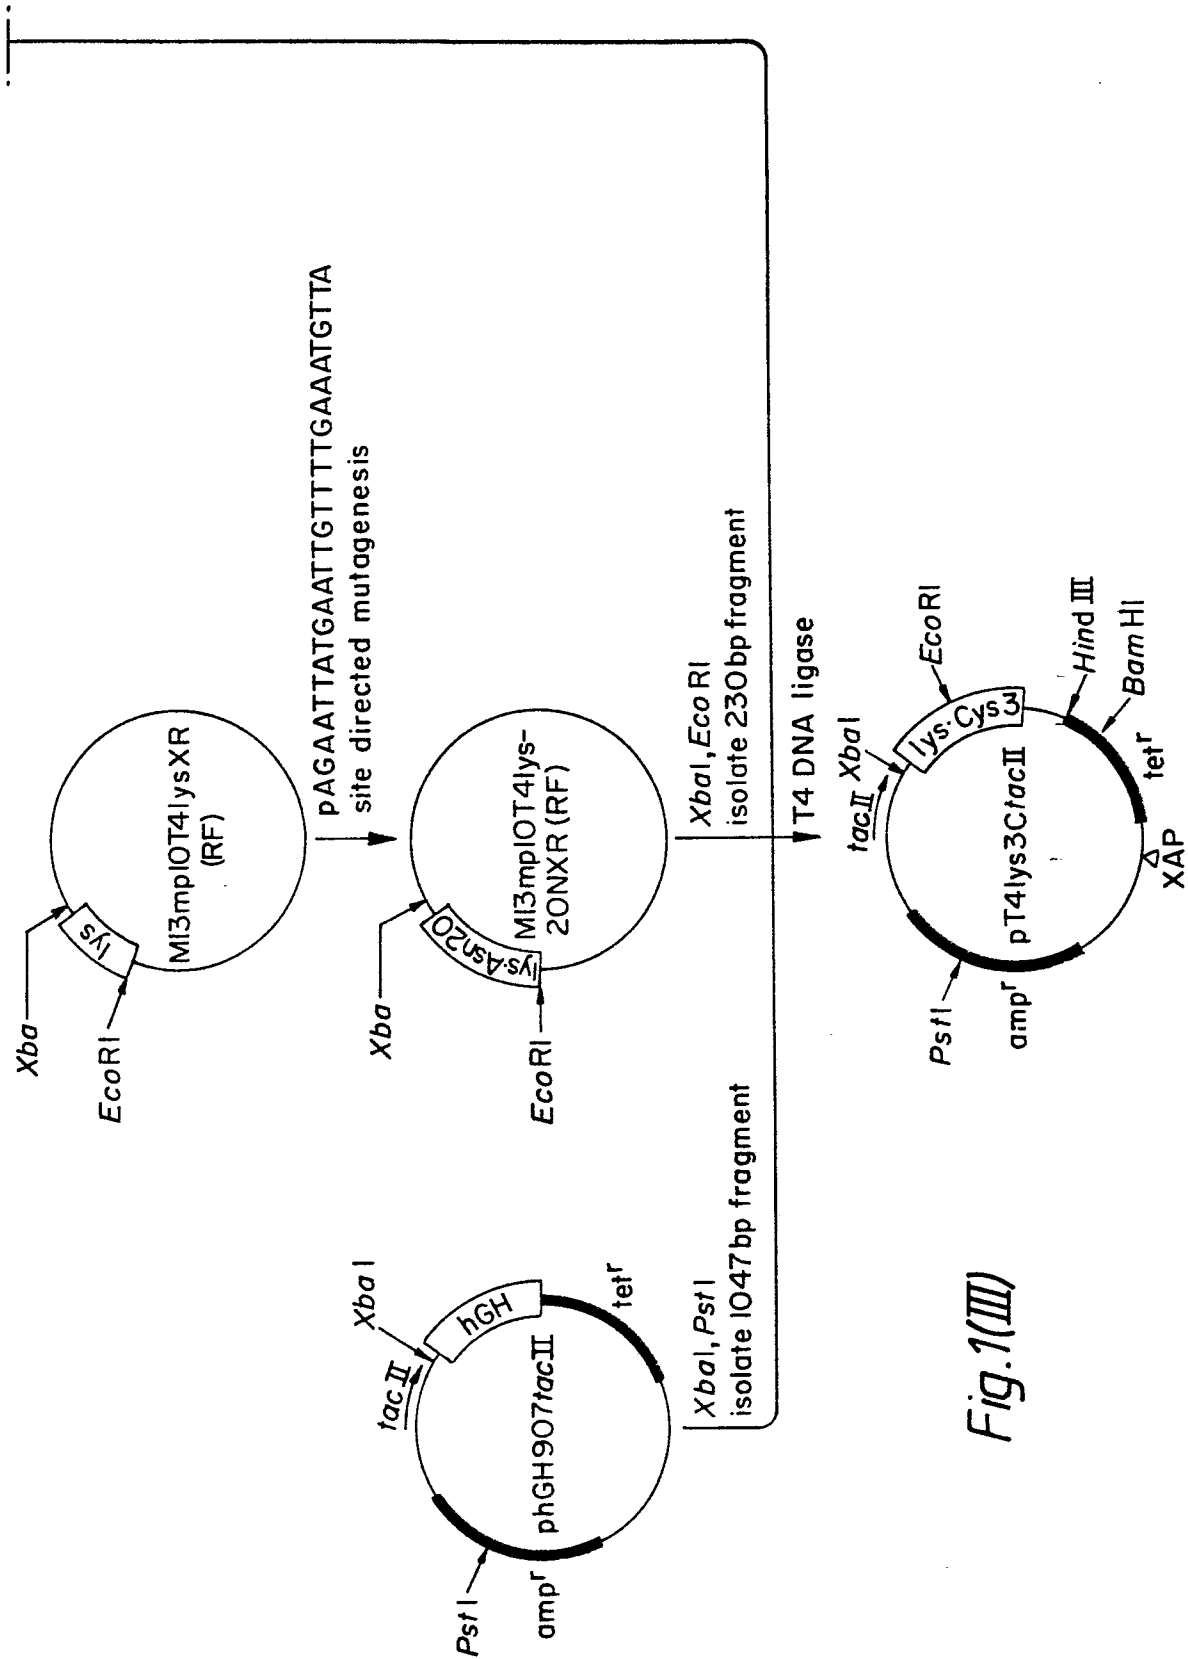 Xba
lys
EcoRI
M13mp10T4lysXR
(RF)
pAGAATTATGAATTGTTTTGAAATGTTA
site directed mutagenesis
Xba
lys·Asn20
EcoRI
M13mp10T4lys-
20NXR (RF)
XbaI, EcoRI
isolate 230bp fragment
PstI
ampʳ
phGH907tacII
tacII
XbaI
hGH
tetʳ
XbaI, PstI
isolate 1047bp fragment
T4 DNA ligase
PstI
ampʳ
pT4lys3CtacII
tacII
XbaI
lys·Cys3
EcoRI
Hind III
BamHI
tetʳ
XAP
Fig.1(III)